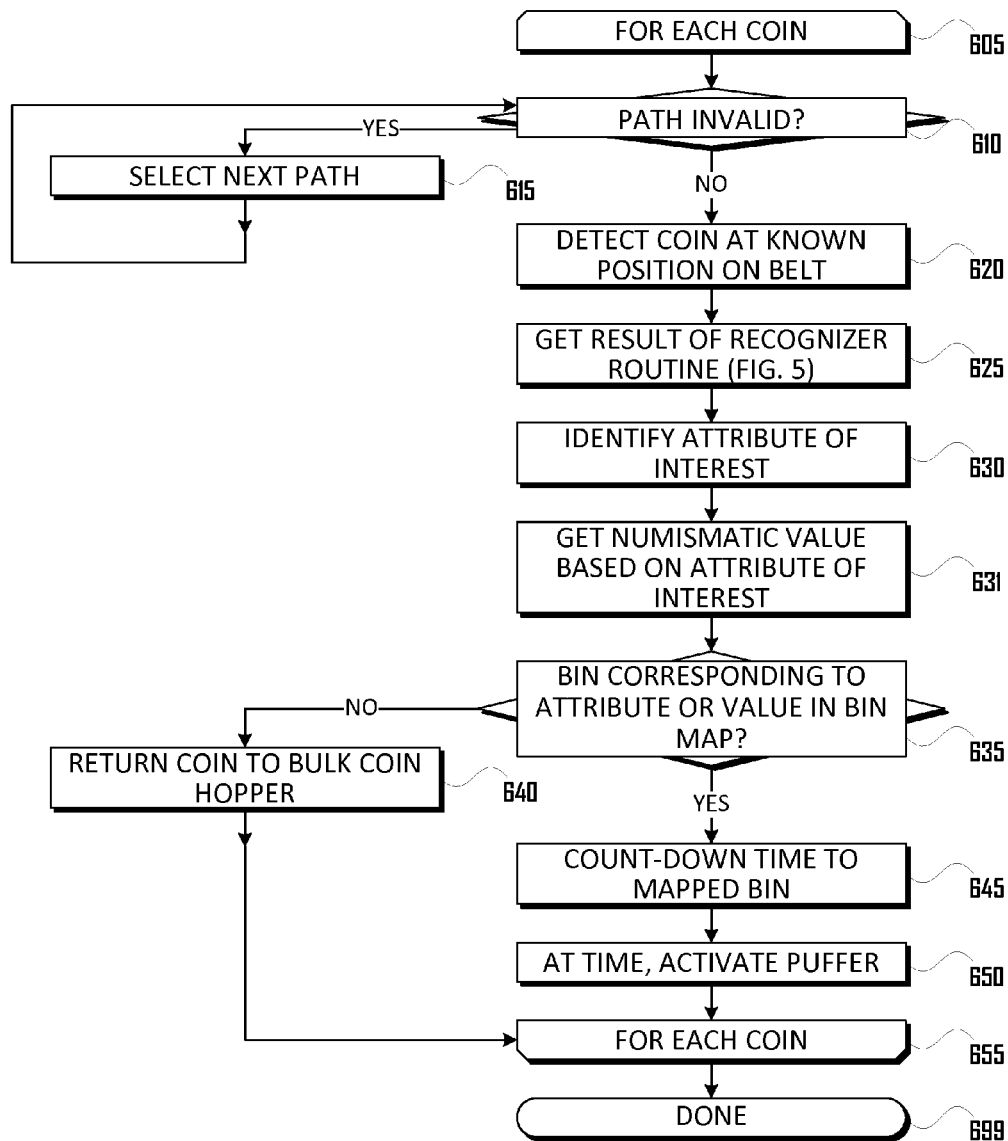 FOR EACH COIN
605
PATH INVALID?
610
YES
SELECT NEXT PATH
615
NO
DETECT COIN AT KNOWN
POSITION ON BELT
620
GET RESULT OF RECOGNIZER
ROUTINE (FIG. 5)
625
IDENTIFY ATTRIBUTE OF
INTEREST
630
GET NUMISMATIC VALUE
BASED ON ATTRIBUTE OF
INTEREST
631
BIN CORRESPONDING TO
ATTRIBUTE OR VALUE IN BIN
MAP?
635
NO
RETURN COIN TO BULK COIN
HOPPER
640
YES
COUNT-DOWN TIME TO
MAPPED BIN
645
AT TIME, ACTIVATE PUFFER
650
FOR EACH COIN
655
DONE
699